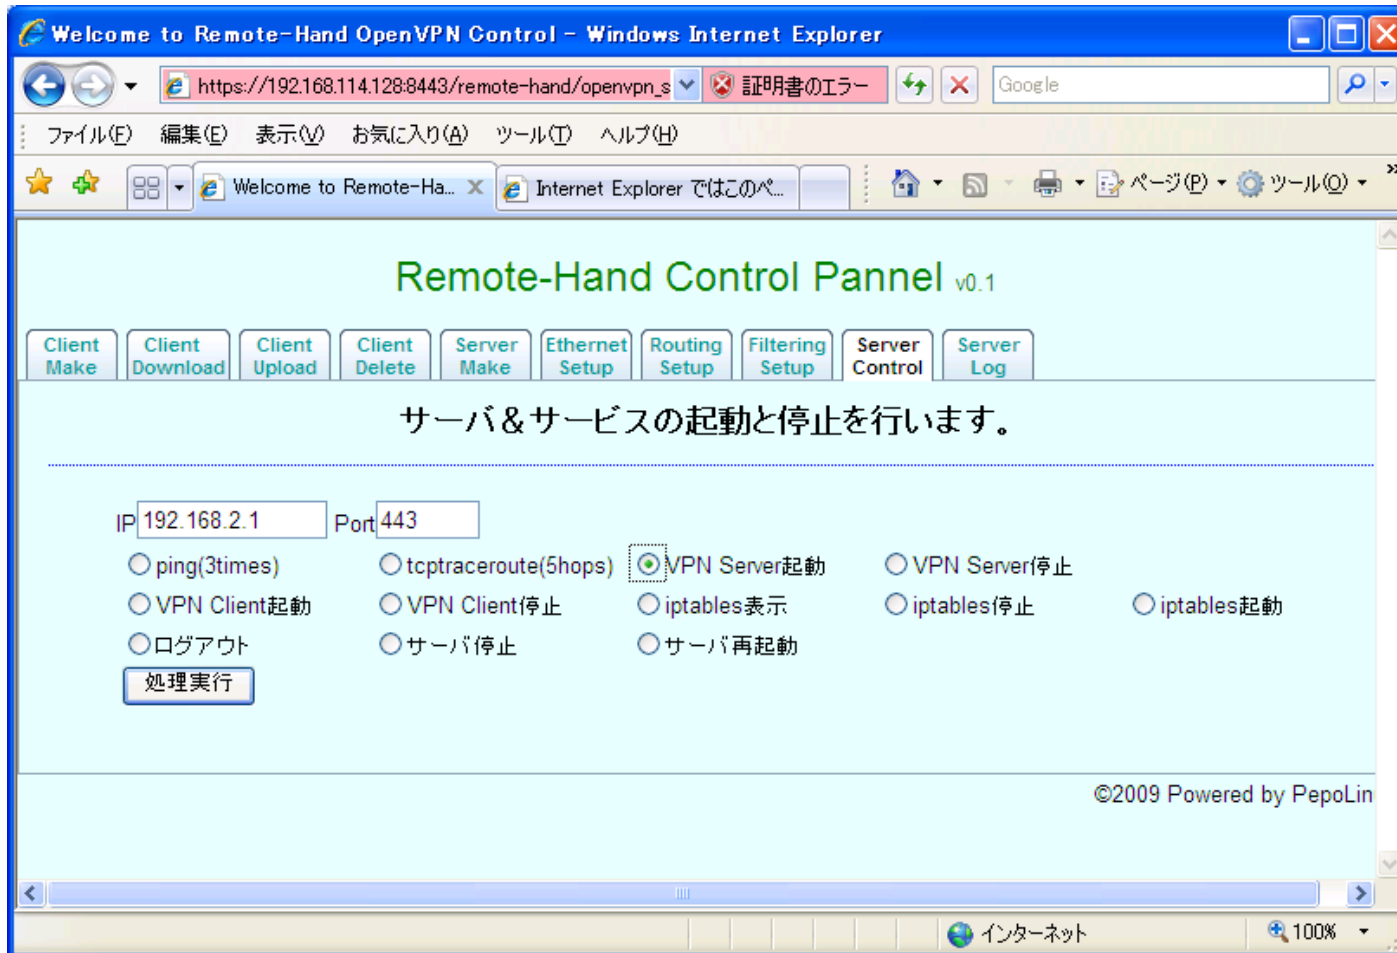 Welcome to Remote-Hand OpenVPN Control - Windows Internet Explorer
https://192.168.114.128:8443/remote-hand/openvpn_s 証明書のエラー Google
ファイル(F) 編集(E) 表示(V) お気に入り(A) ツール(T) ヘルプ(H)
Welcome to Remote-Ha... Internet Explorer ではこのペ... ページ(P) ツール(O) »
Remote-Hand Control Pannel v0.1
Client Make Client Download Client Upload Client Delete Server Make Ethernet Setup Routing Setup Filtering Setup Server Control Server Log
サーバ＆サービスの起動と停止を行います。
IP 192.168.2.1 Port 443
ping(3times) tcptraceroute(5hops) VPN Server起動 VPN Server停止
VPN Client起動 VPN Client停止 iptables表示 iptables停止 iptables起動
ログアウト サーバ停止 サーバ再起動
処理実行
©2009 Powered by PepoLin
インターネット 100%